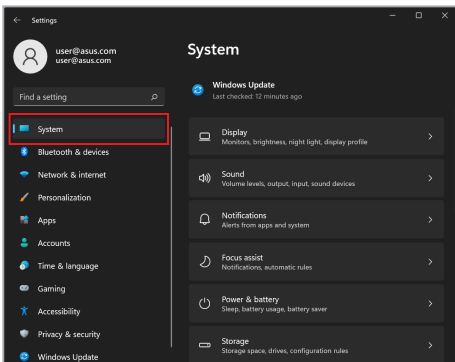 Settings
user@asus.com
user@asus.com
Find a setting
System
Bluetooth & devices
Network & internet
Personalization
Apps
Accounts
Time & language
Gaming
Accessibility
Privacy & security
Windows Update
System
Windows Update
Last checked: 12 minutes ago
Display
Monitors, brightness, night light, display profile
Sound
Volume levels, output, input, sound devices
Notifications
Alerts from apps and system
Focus assist
Notifications, automatic rules
Power & battery
Sleep, battery usage, battery saver
Storage
Storage space, drives, configuration rules